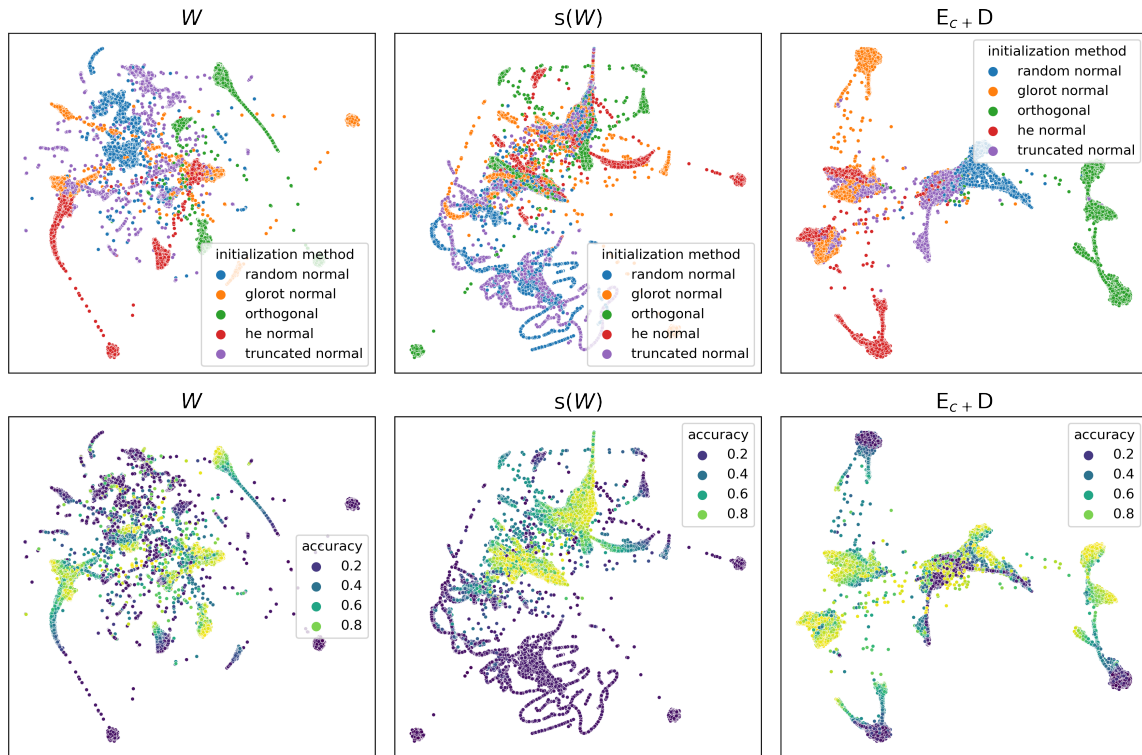 W
s(W)
E_{c+}D
initialization method
random normal
glorot normal
orthogonal
he normal
truncated normal
initialization method
random normal
glorot normal
orthogonal
he normal
truncated normal
initialization method
random normal
glorot normal
orthogonal
he normal
truncated normal
W
s(W)
E_{c+}D
accuracy
0.2
0.4
0.6
0.8
accuracy
0.2
0.4
0.6
0.8
accuracy
0.2
0.4
0.6
0.8